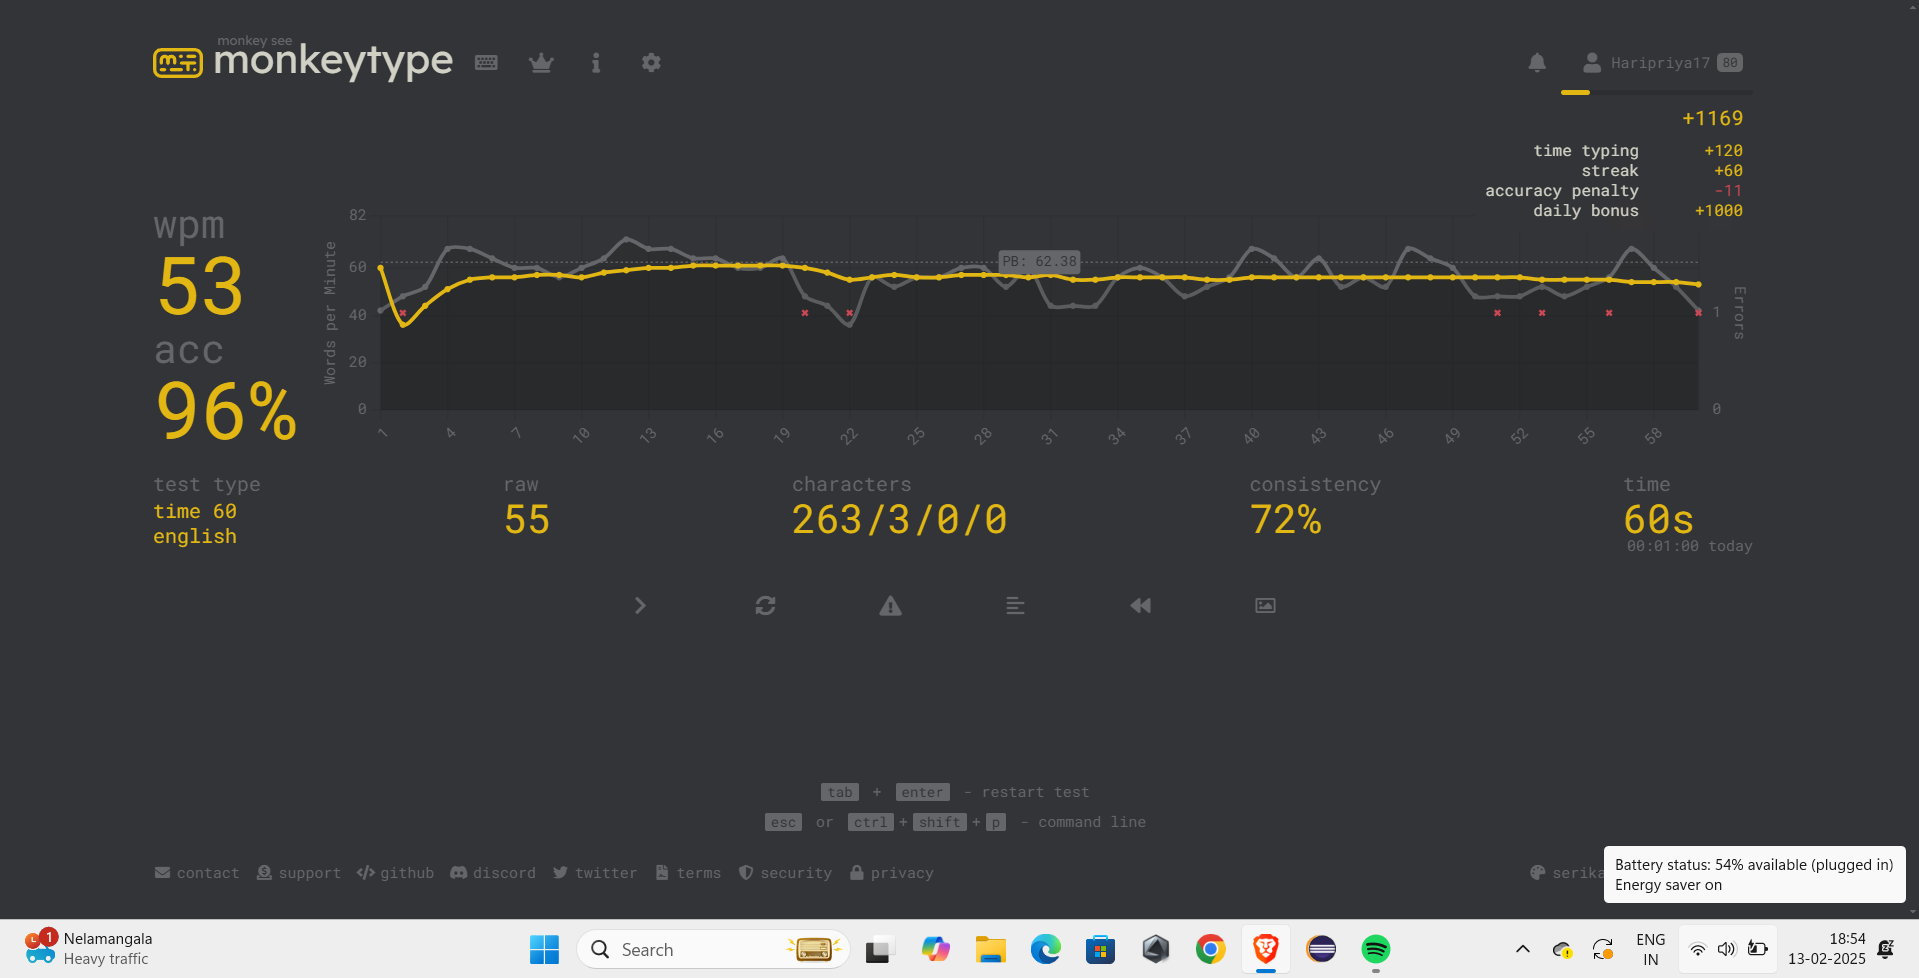 monkey see
monkeytype
Haripriya17 80
+1169
time typing +120
streak +60
accuracy penalty -11
daily bonus +1000
wpm
53
acc
96%
Words per Minute
82
60
40
20
0
PB: 62.38
Errors
1
0
1 4 7 10 13 16 19 22 25 28 31 34 37 40 43 46 49 52 55 58
test type
time 60
english
raw
55
characters
263/3/0/0
consistency
72%
time
60s
00:01:00 today
tab + enter - restart test
esc or ctrl + shift + p - command line
contact support github discord twitter terms security privacy
serika
Battery status: 54% available (plugged in)
Energy saver on
1
Nelamangala
Heavy traffic
Search
ENG
IN
18:54
13-02-2025